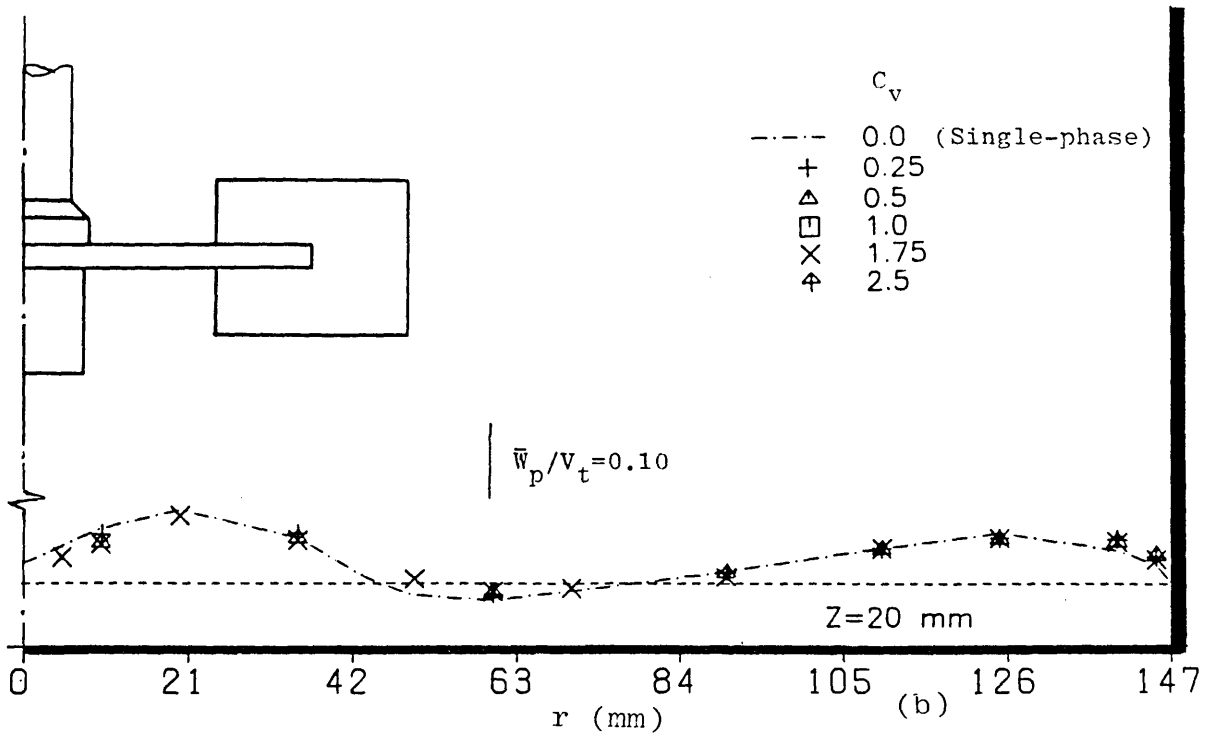 C_v
0.0 (Single-phase)
0.25
0.5
1.0
1.75
2.5
W̄_p/V_t=0.10
Z=20 mm
0 21 42 63 84 105 126 147
r (mm)
(b)